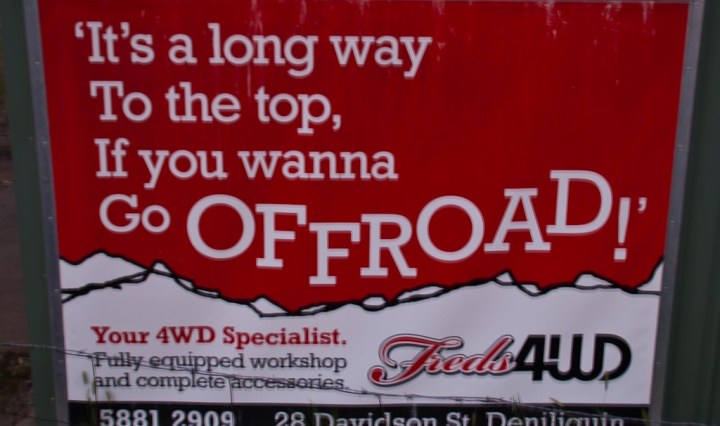 'It's a long way
To the top,
If you wanna
Go OFFROAD!'
Your 4WD Specialist.
Fully equipped workshop
and complete accessories.
Freds 4WD
5881 2909 28 Davidson St, Deniliquin